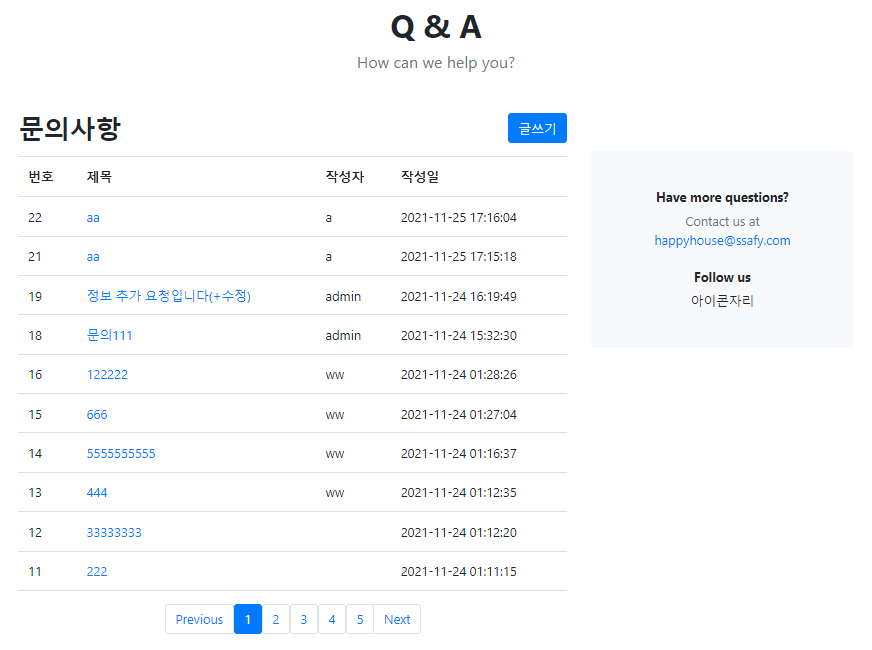 Q & A
How can we help you?
문의사항
글쓰기
번호 제목 작성자 작성일
22 aa a 2021-11-25 17:16:04
21 aa a 2021-11-25 17:15:18
19 정보 추가 요청입니다(+수정) admin 2021-11-24 16:19:49
18 문의111 admin 2021-11-24 15:32:30
16 122222 ww 2021-11-24 01:28:26
15 666 ww 2021-11-24 01:27:04
14 5555555555 ww 2021-11-24 01:16:37
13 444 ww 2021-11-24 01:12:35
12 33333333 2021-11-24 01:12:20
11 222 2021-11-24 01:11:15
Previous 1 2 3 4 5 Next
Have more questions?
Contact us at
happyhouse@ssafy.com
Follow us
아이콘자리